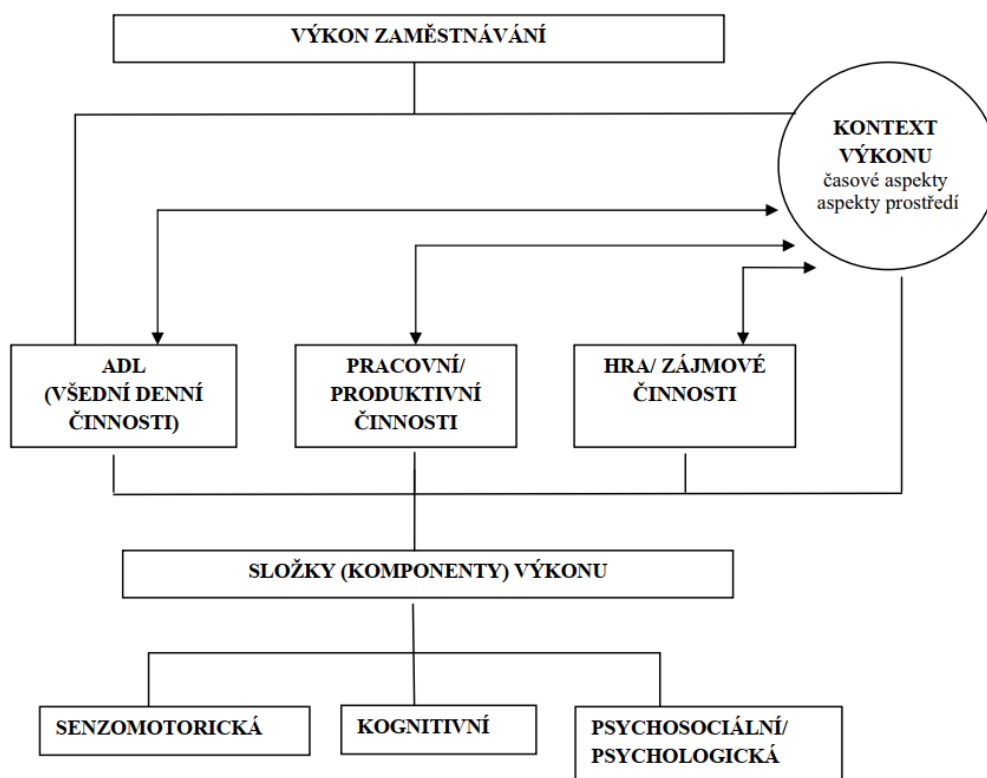 VÝKON ZAMĚSTNÁVÁNÍ
KONTEXT
VÝKONU
časové aspekty
aspekty prostředí
ADL
(VŠEDNÍ DENNÍ
ČINNOSTI)
PRACOVNÍ/
PRODUKTIVNÍ
ČINNOSTI
HRA/ ZÁJMOVÉ
ČINNOSTI
SLOŽKY (KOMPONENTY) VÝKONU
SENZOMOTORICKÁ
KOGNITIVNÍ
PSYCHOSOCIÁLNÍ/
PSYCHOLOGICKÁ